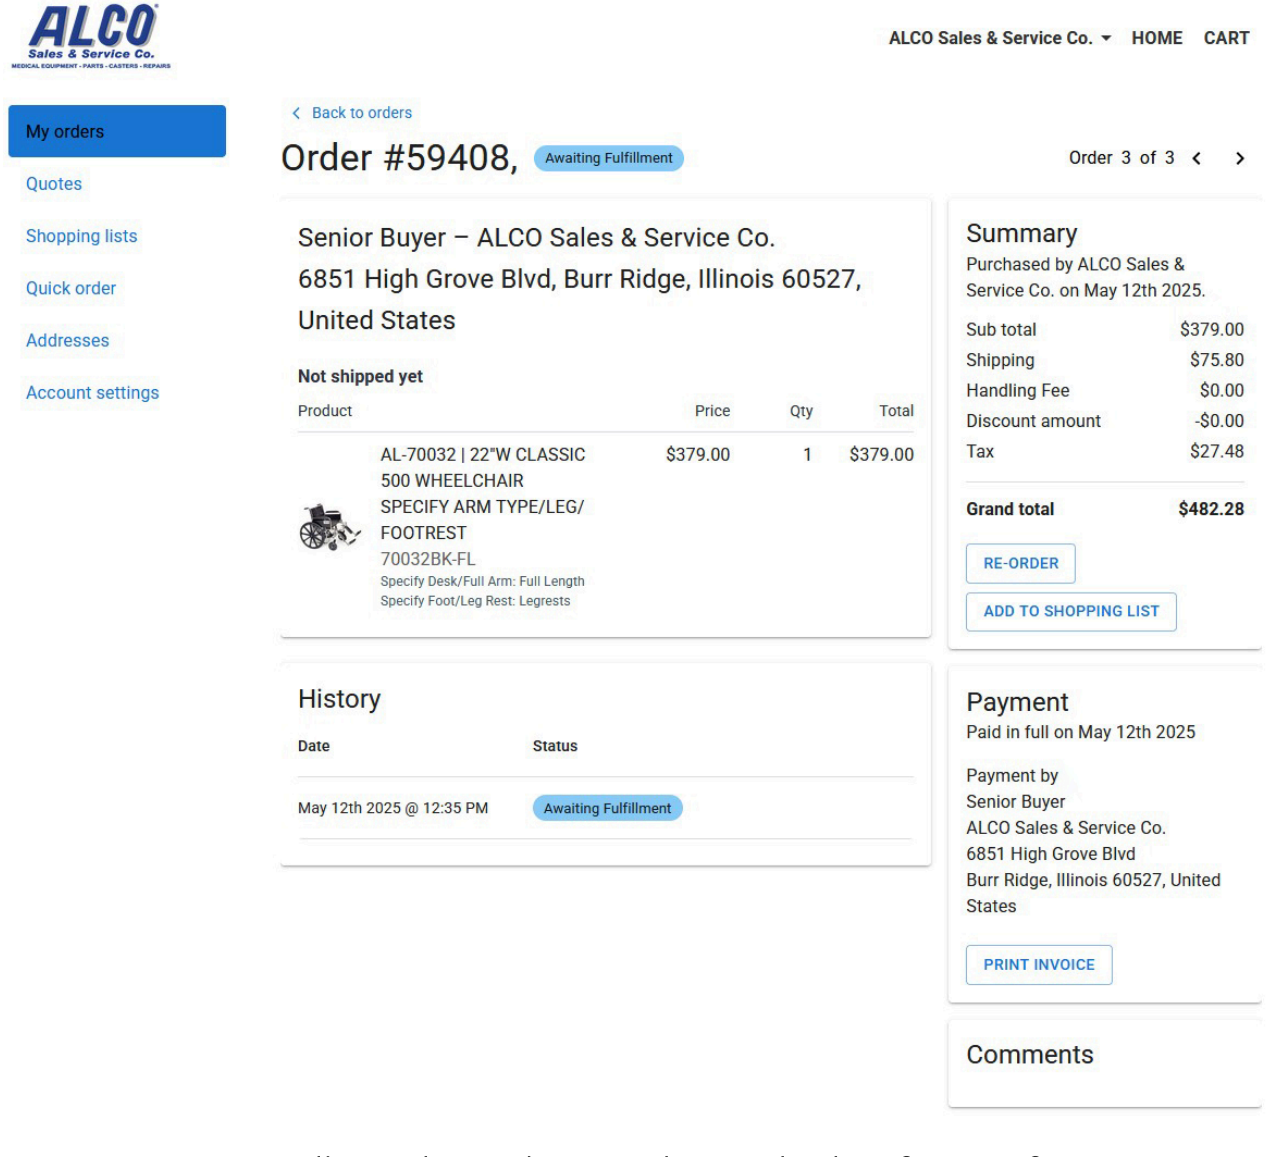 ALCO
Sales & Service Co.
MEDICAL EQUIPMENT - PARTS - CASTERS - REPAIRS
ALCO Sales & Service Co.
HOME
CART
My orders
Quotes
Shopping lists
Quick order
Addresses
Account settings
Back to orders
Order #59408,
Awaiting Fulfillment
Order 3 of 3
Senior Buyer – ALCO Sales & Service Co.
6851 High Grove Blvd, Burr Ridge, Illinois 60527,
United States
Not shipped yet
Product Price Qty Total
AL-70032 | 22"W CLASSIC $379.00 1 $379.00
500 WHEELCHAIR
SPECIFY ARM TYPE/LEG/
FOOTREST
70032BK-FL
Specify Desk/Full Arm: Full Length
Specify Foot/Leg Rest: Legrests
History
Date Status
May 12th 2025 @ 12:35 PM Awaiting Fulfillment
Summary
Purchased by ALCO Sales &
Service Co. on May 12th 2025.
Sub total $379.00
Shipping $75.80
Handling Fee $0.00
Discount amount -$0.00
Tax $27.48
Grand total $482.28
RE-ORDER
ADD TO SHOPPING LIST
Payment
Paid in full on May 12th 2025
Payment by
Senior Buyer
ALCO Sales & Service Co.
6851 High Grove Blvd
Burr Ridge, Illinois 60527, United
States
PRINT INVOICE
Comments